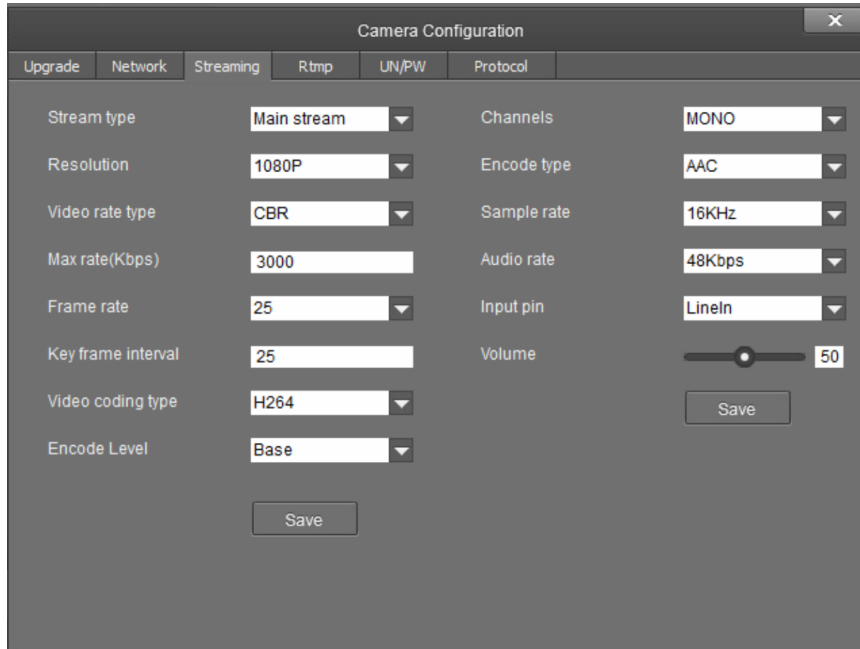 Camera Configuration
x
Upgrade Network Streaming Rtmp UN/PW Protocol
Stream type Main stream Channels MONO
Resolution 1080P Encode type AAC
Video rate type CBR Sample rate 16KHz
Max rate(Kbps) 3000 Audio rate 48Kbps
Frame rate 25 Input pin LineIn
Key frame interval 25 Volume 50
Video coding type H264 Save
Encode Level Base
Save